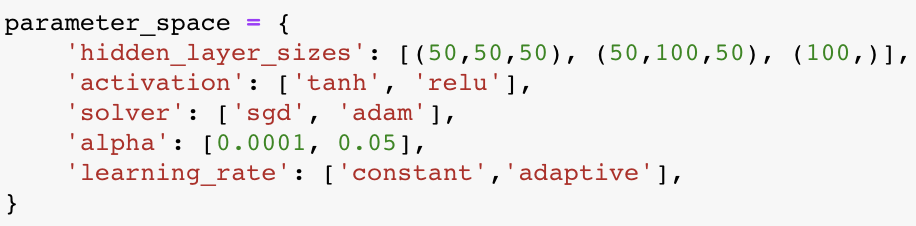 parameter_space = {
    'hidden_layer_sizes': [(50,50,50), (50,100,50), (100,)],
    'activation': ['tanh', 'relu'],
    'solver': ['sgd', 'adam'],
    'alpha': [0.0001, 0.05],
    'learning_rate': ['constant','adaptive'],
}